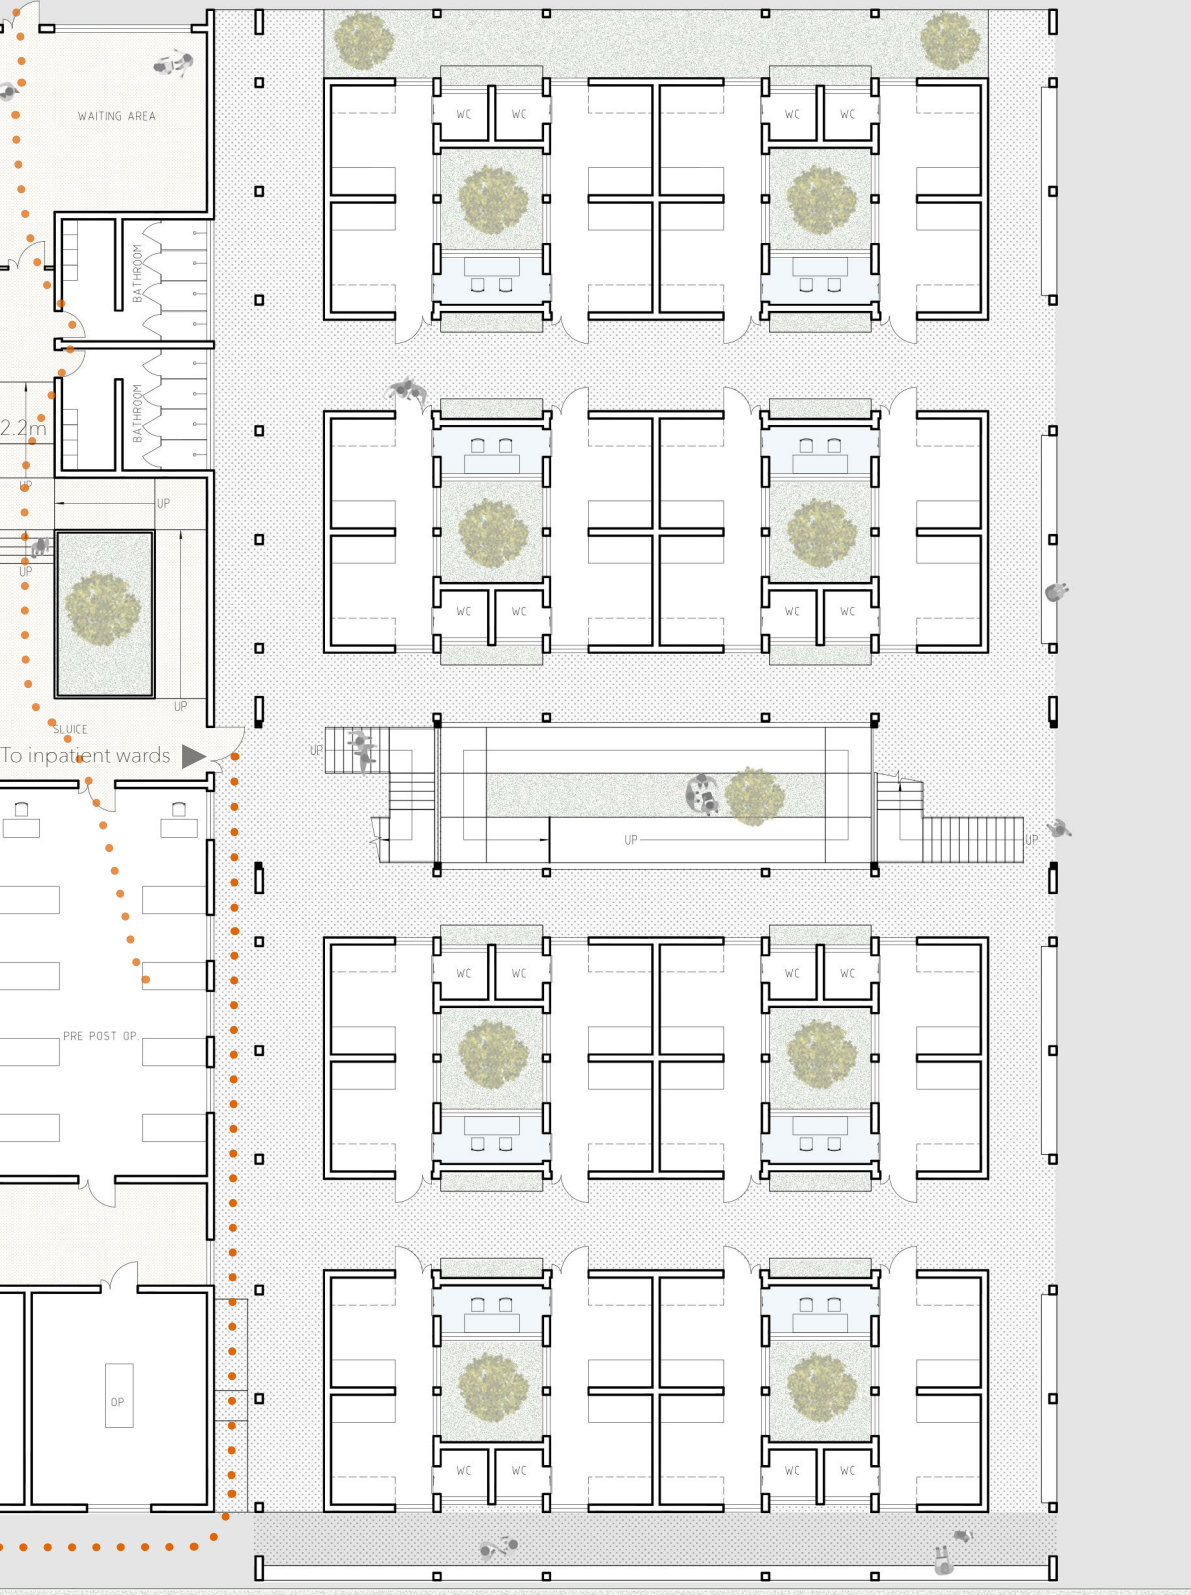 WAITING AREA
WC WC WC WC
BATHROOM
BATHROOM
2.2m
UP
UP
UP
UP
WC WC WC WC
SLUICE
To inpatient wards
UP
UP
UP
PRE POST OP.
WC WC WC WC
OP
WC WC WC WC